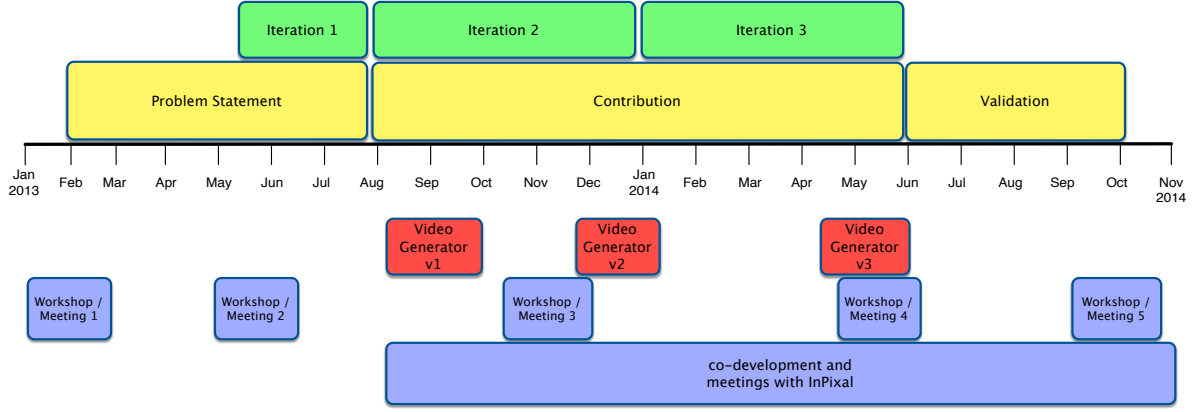 Iteration 1
Iteration 2
Iteration 3
Problem Statement
Contribution
Validation
Jan
2013
Feb
Mar
Apr
May
Jun
Jul
Aug
Sep
Oct
Nov
Dec
Jan
2014
Feb
Mar
Apr
May
Jun
Jul
Aug
Sep
Oct
Nov
2014
Video
Generator
v1
Video
Generator
v2
Video
Generator
v3
Workshop /
Meeting 1
Workshop /
Meeting 2
Workshop /
Meeting 3
Workshop /
Meeting 4
Workshop /
Meeting 5
co-development and
meetings with InPixal